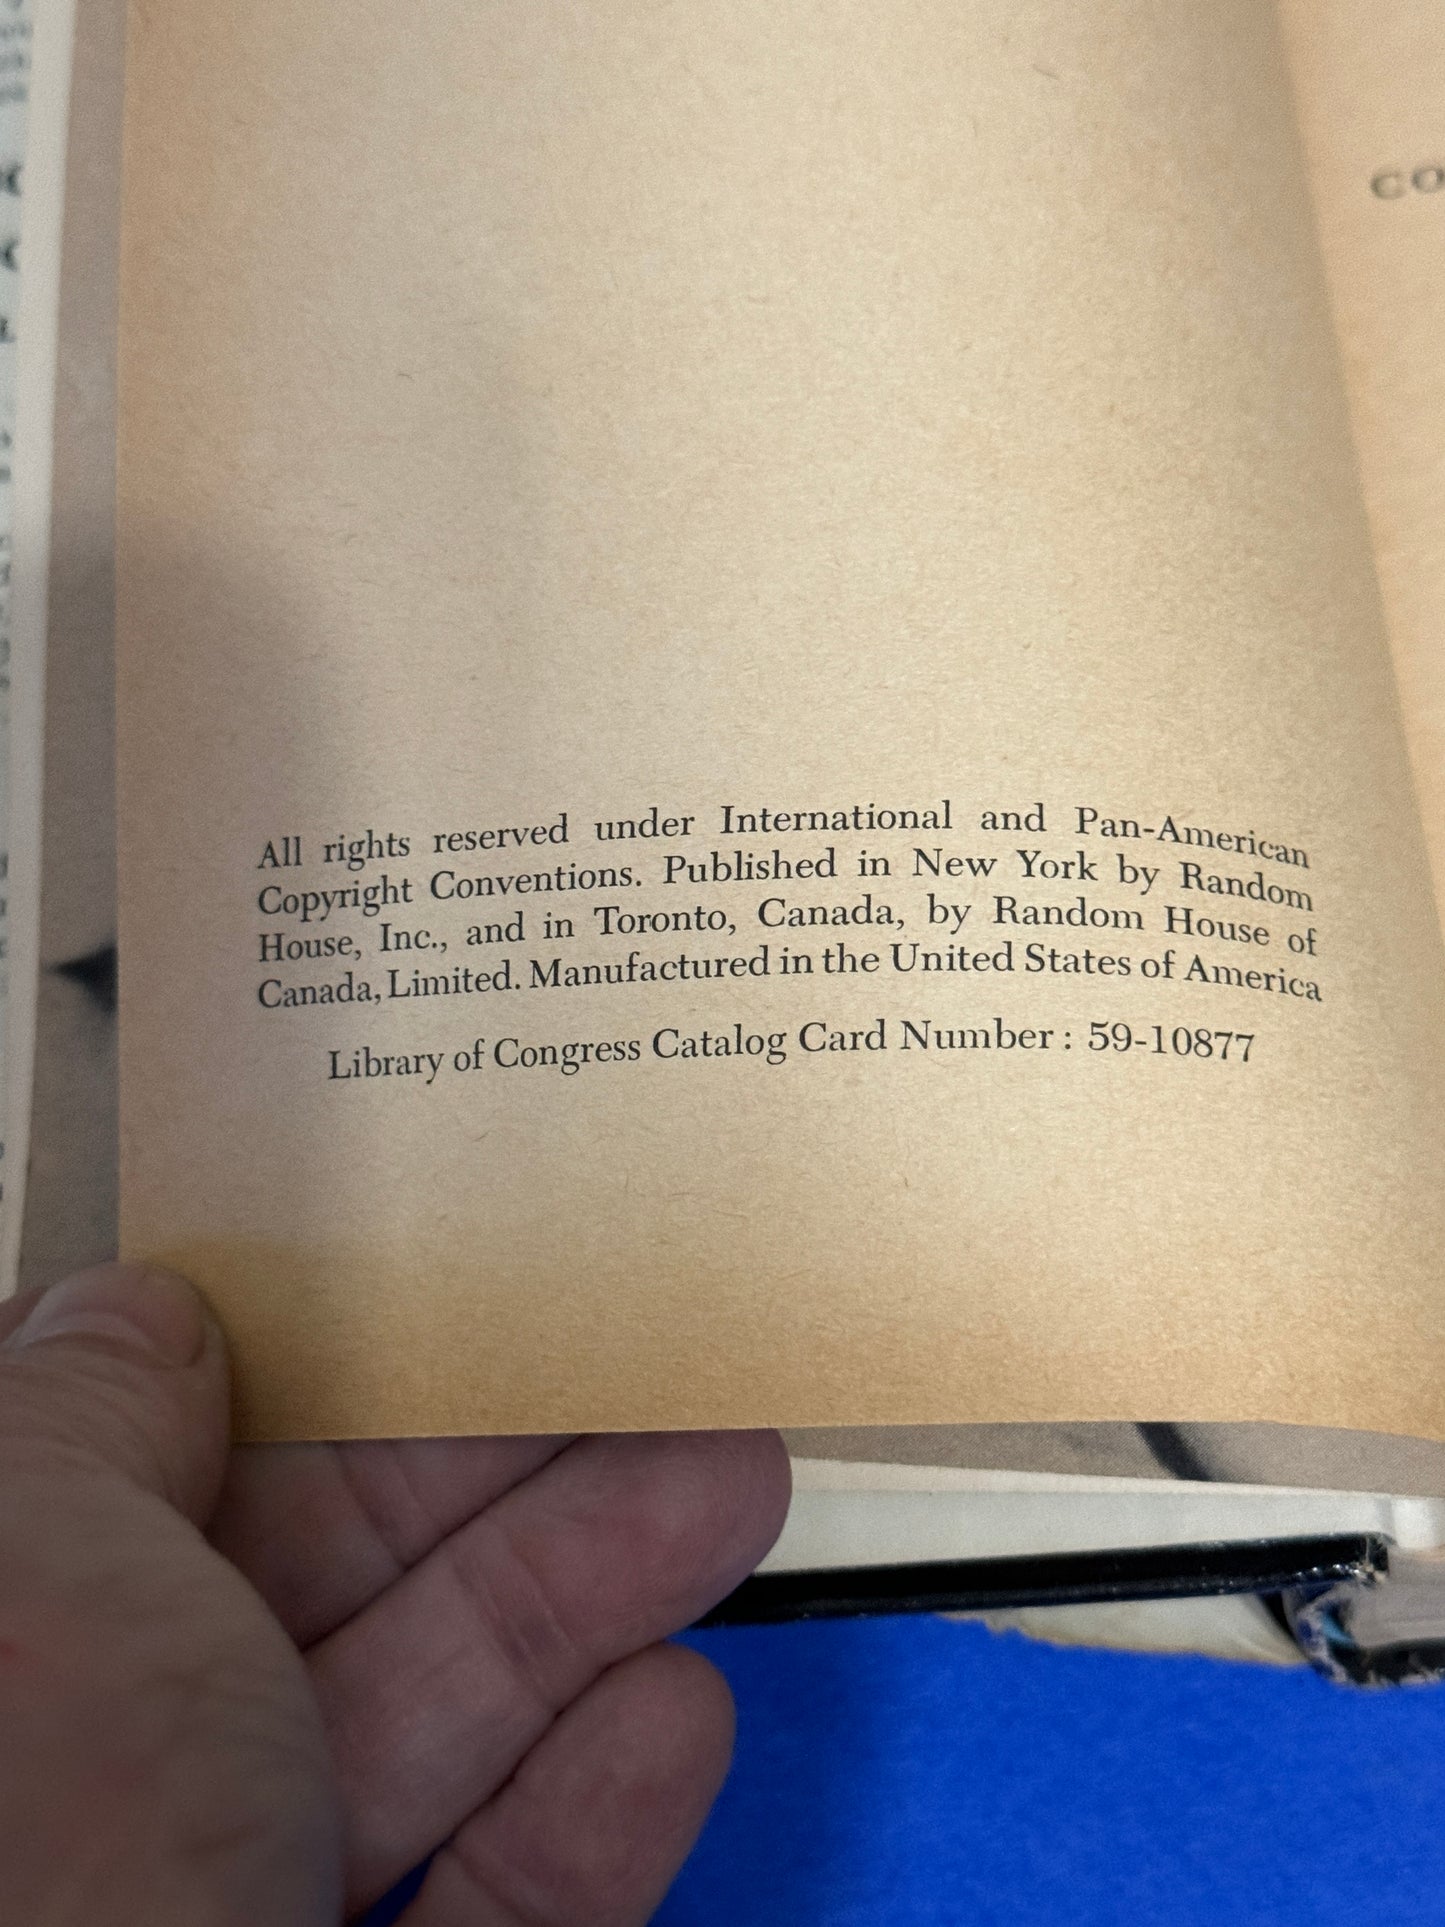 All rights reserved under International and Pan-American
Copyright Conventions. Published in New York by Random
House, Inc., and in Toronto, Canada, by Random House of
Canada, Limited. Manufactured in the United States of America
Library of Congress Catalog Card Number: 59-10877
CO